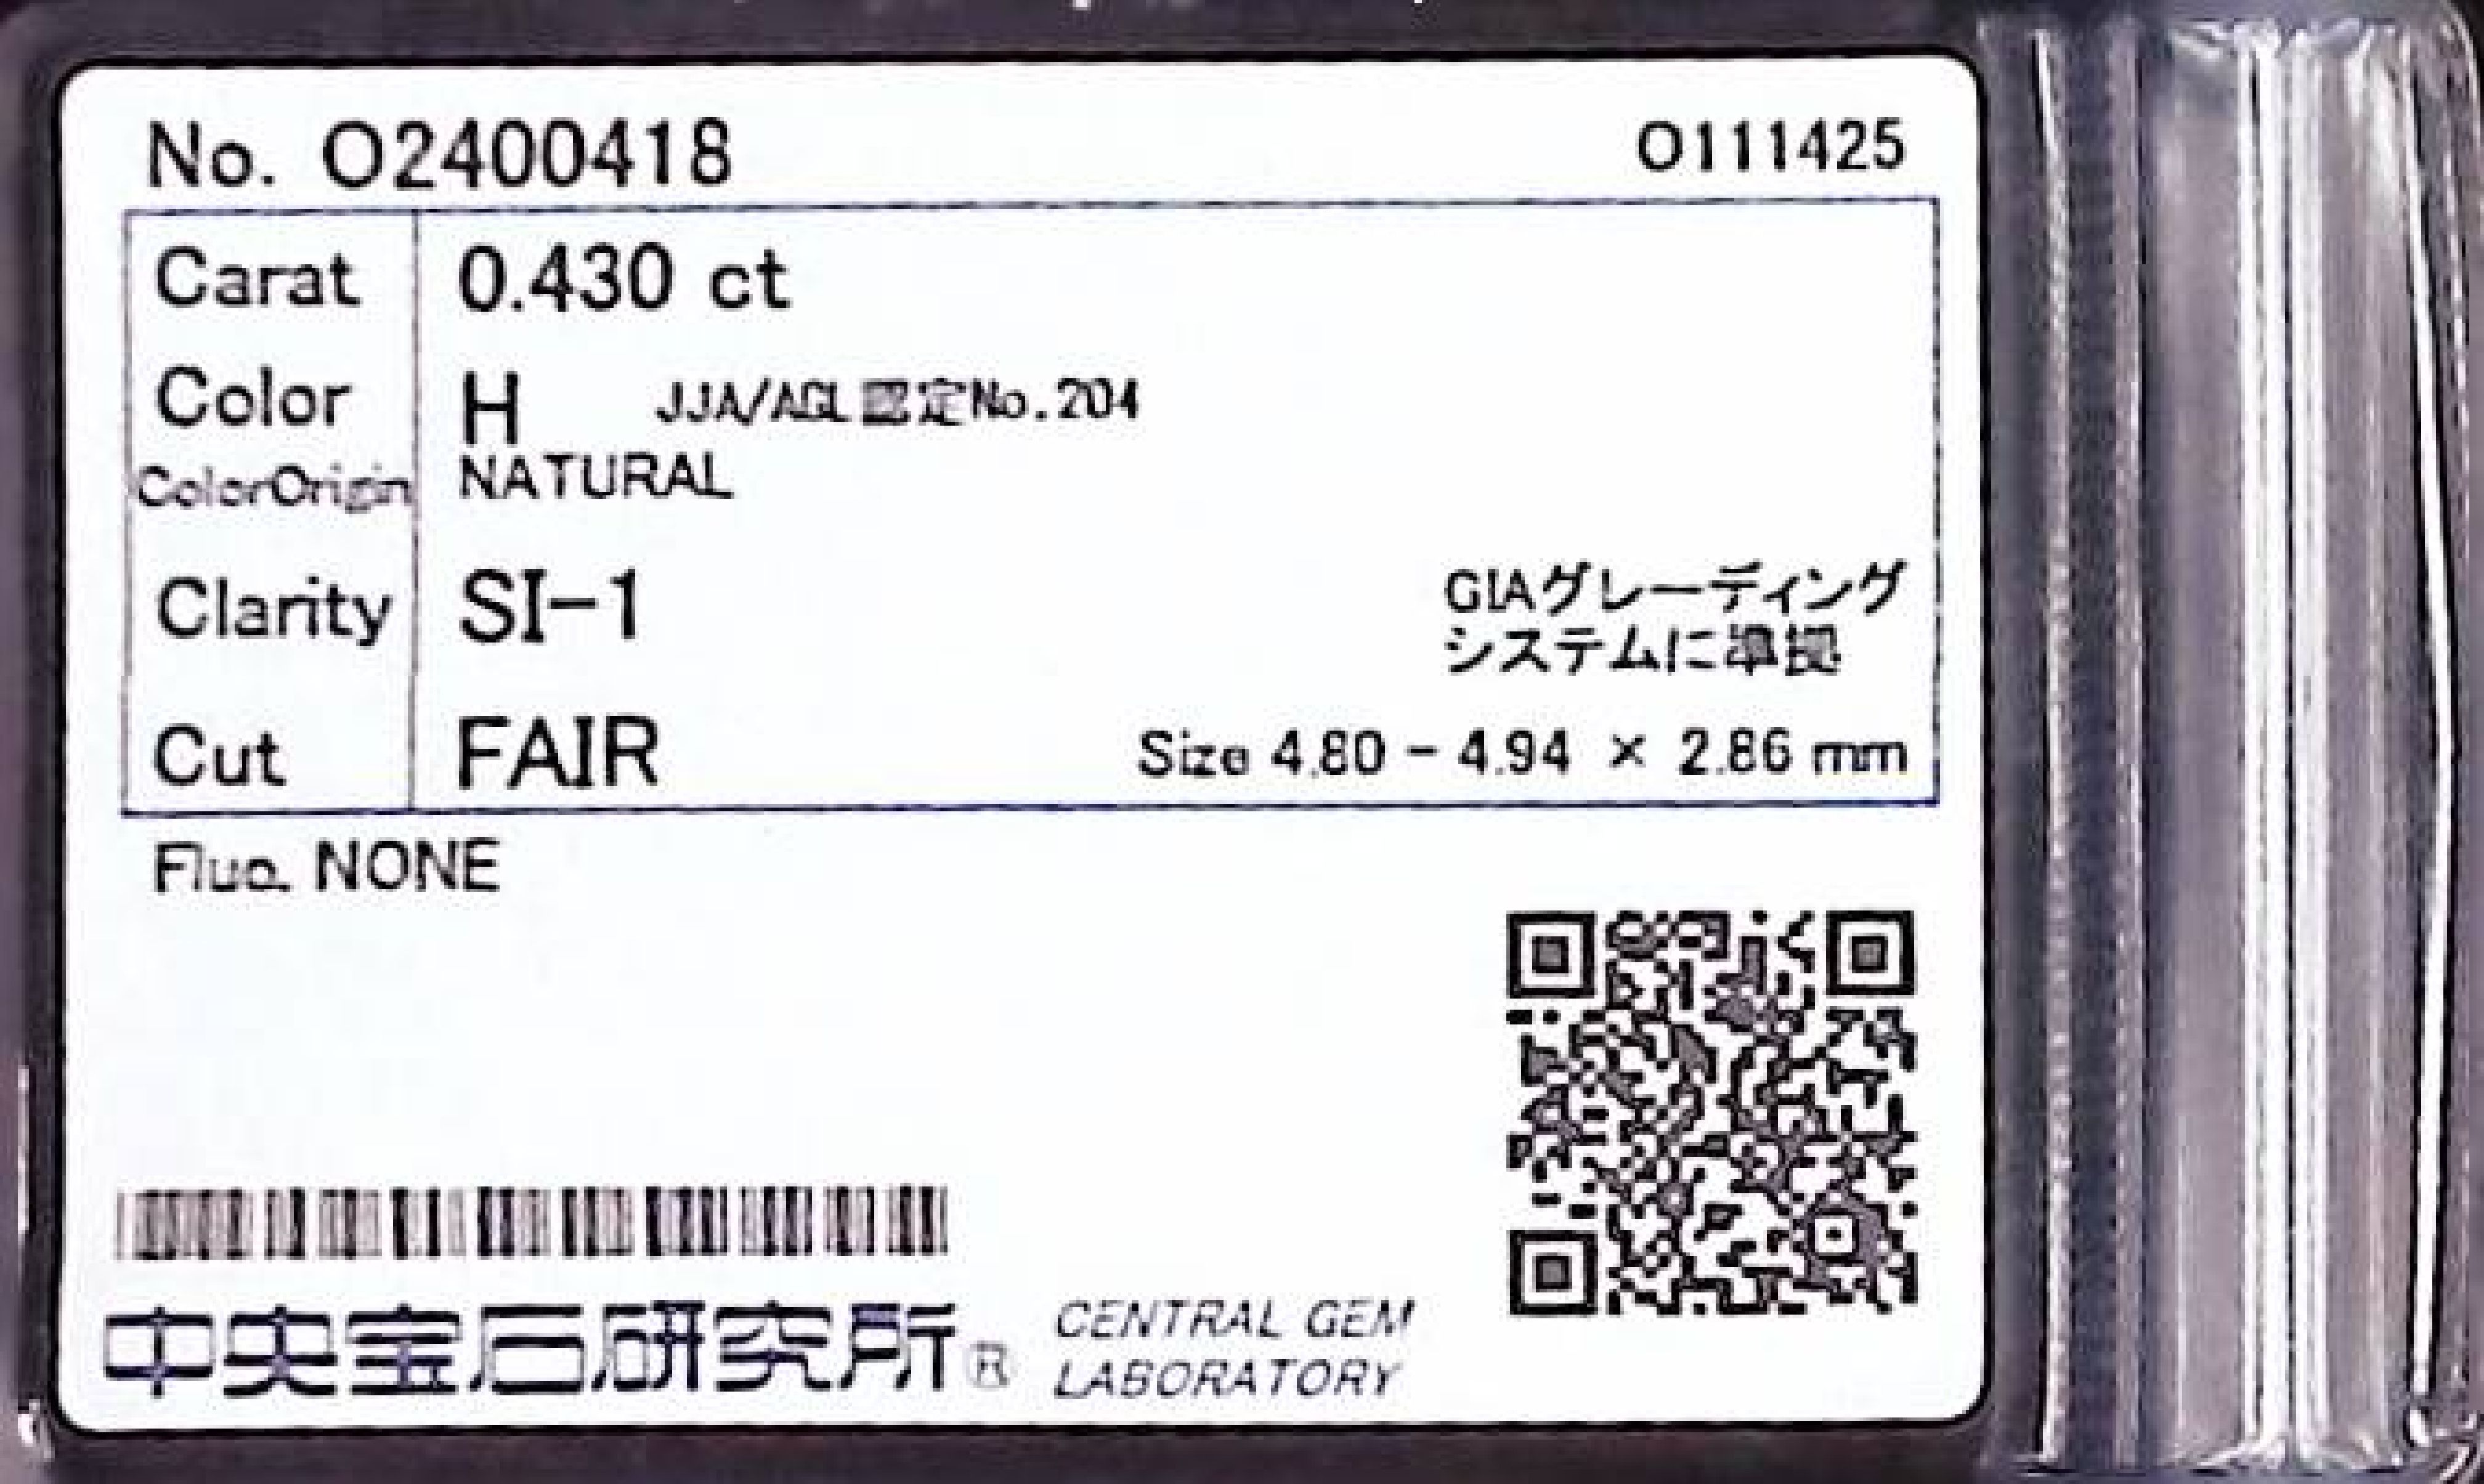 No. O2400418 O111425
Carat 0.430 ct
Color H JJA/AGL認定No.204
ColorOrigin NATURAL
Clarity SI-1
GIAグレーディング
システムに準拠
Cut FAIR Size 4.80 - 4.94 × 2.86 mm
Fluo. NONE
中央宝石研究所® CENTRAL GEM
LABORATORY